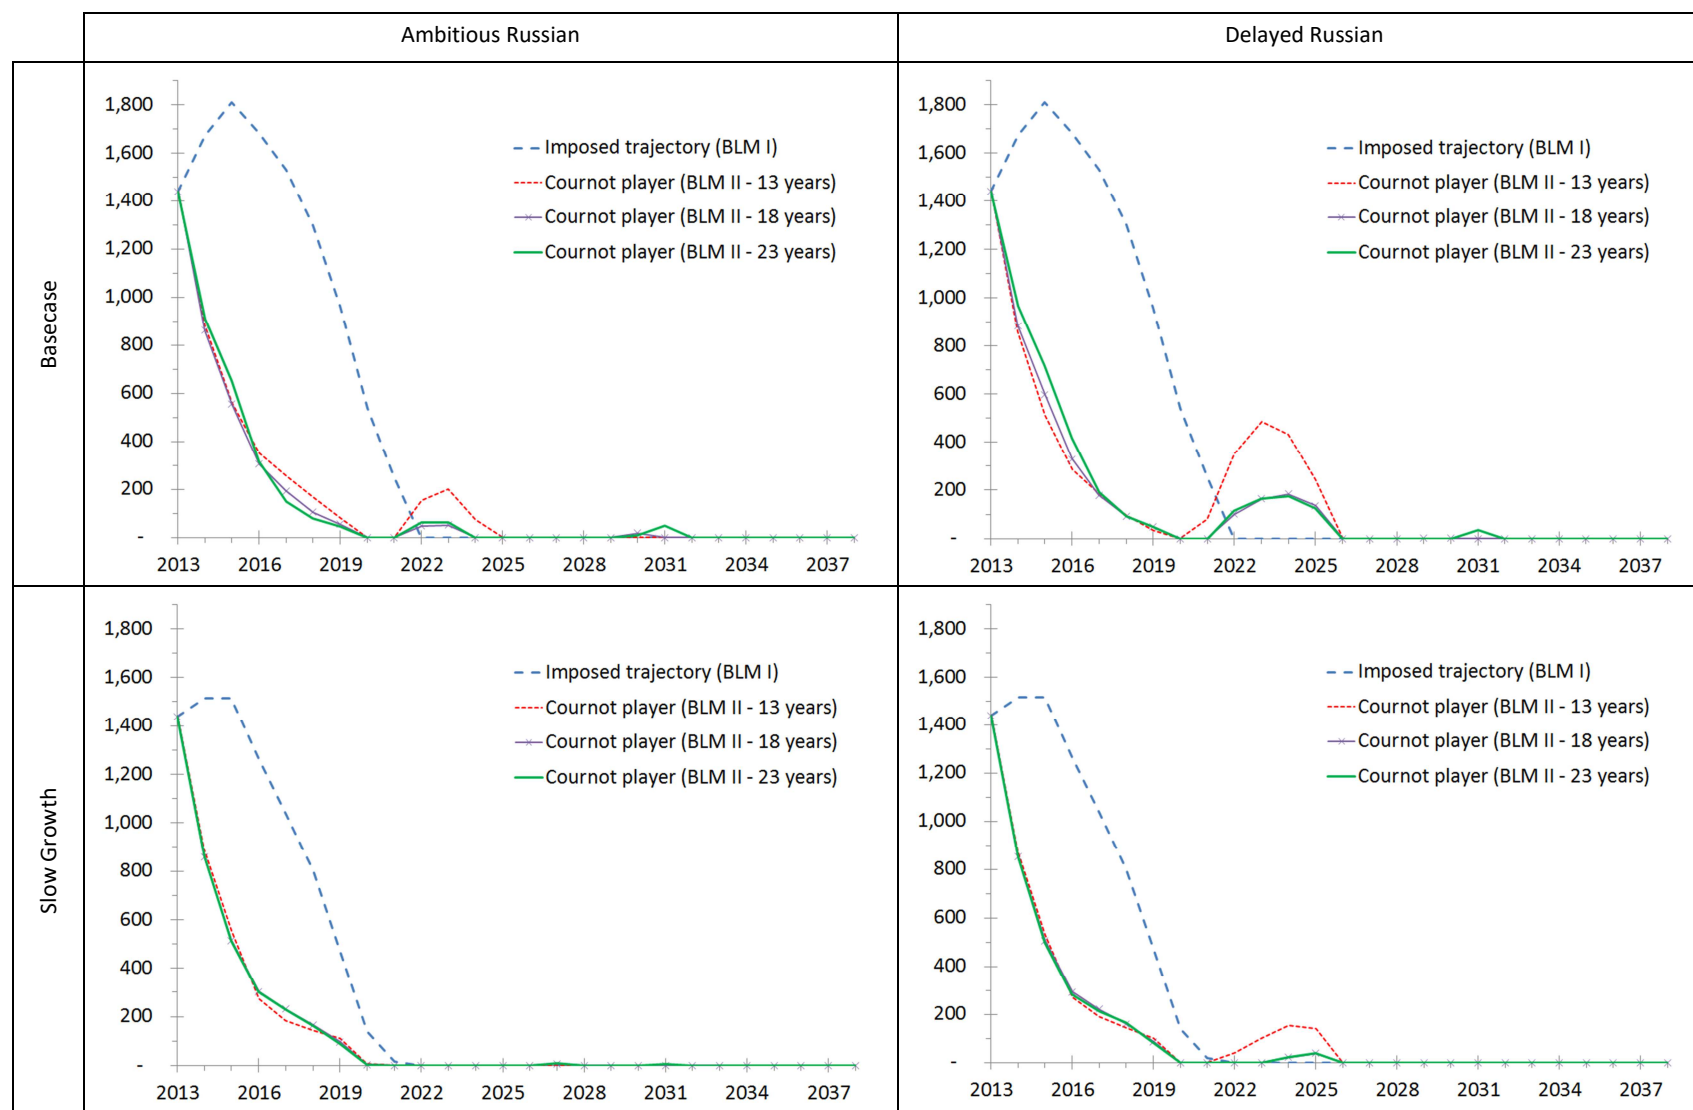 Ambitious Russian
Delayed Russian
Basecase
1,800
1,600
1,400
1,200
1,000
800
600
400
200
-
2013 2016 2019 2022 2025 2028 2031 2034 2037
Imposed trajectory (BLM I)
Cournot player (BLM II - 13 years)
Cournot player (BLM II - 18 years)
Cournot player (BLM II - 23 years)
1,800
1,600
1,400
1,200
1,000
800
600
400
200
-
2013 2016 2019 2022 2025 2028 2031 2034 2037
Imposed trajectory (BLM I)
Cournot player (BLM II - 13 years)
Cournot player (BLM II - 18 years)
Cournot player (BLM II - 23 years)
Slow Growth
1,800
1,600
1,400
1,200
1,000
800
600
400
200
-
2013 2016 2019 2022 2025 2028 2031 2034 2037
Imposed trajectory (BLM I)
Cournot player (BLM II - 13 years)
Cournot player (BLM II - 18 years)
Cournot player (BLM II - 23 years)
1,800
1,600
1,400
1,200
1,000
800
600
400
200
-
2013 2016 2019 2022 2025 2028 2031 2034 2037
Imposed trajectory (BLM I)
Cournot player (BLM II - 13 years)
Cournot player (BLM II - 18 years)
Cournot player (BLM II - 23 years)